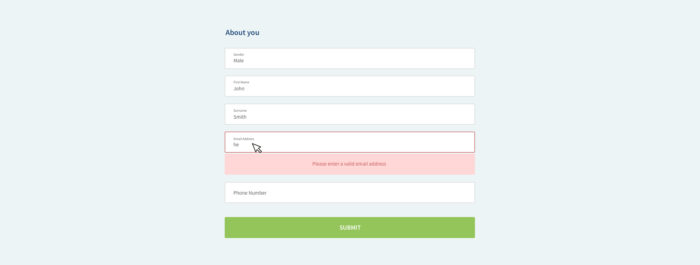 About you
Gender
Male
First Name
John
Surname
Smith
Email Address
he
Please enter a valid email address
Phone Number
SUBMIT